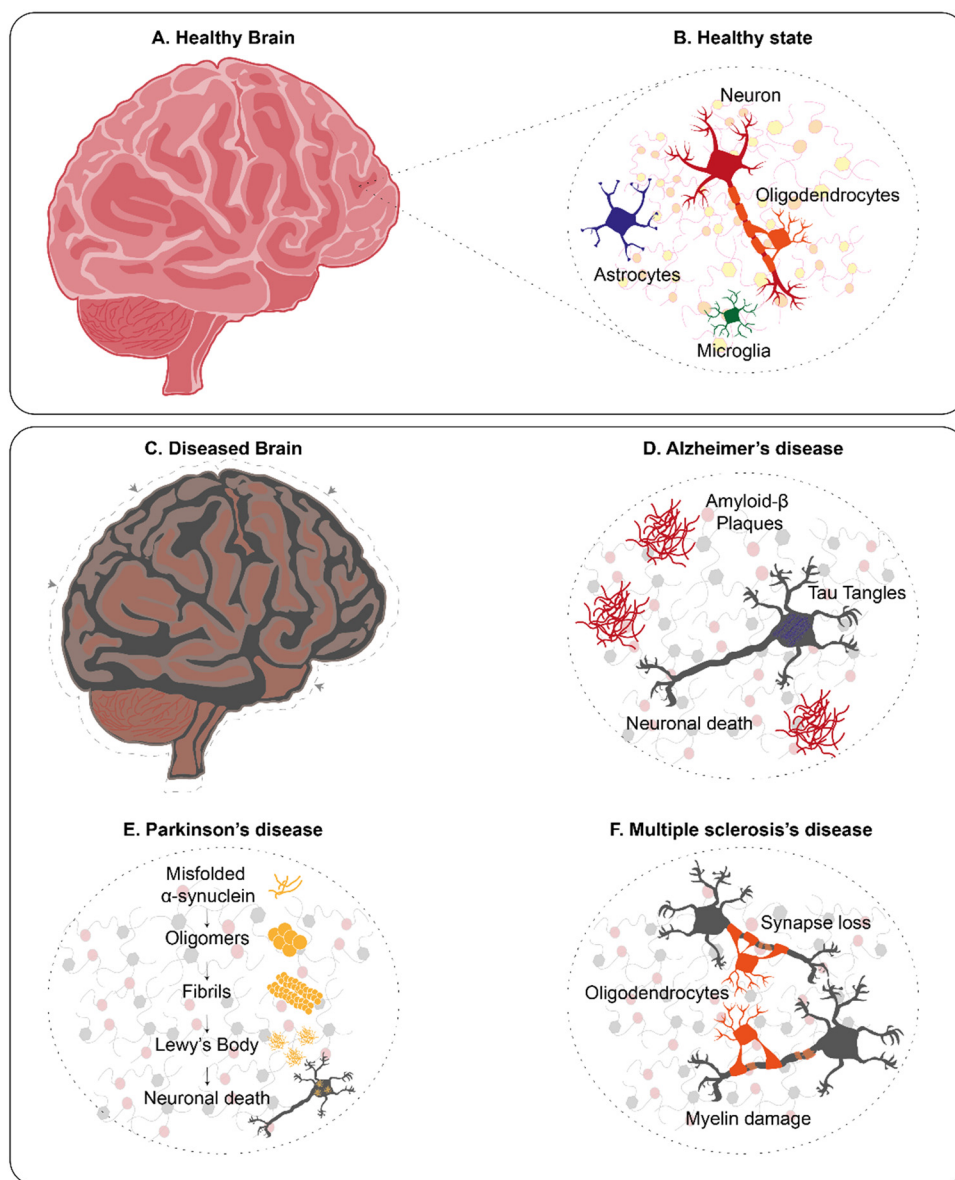 A. Healthy Brain
B. Healthy state
Neuron
Oligodendrocytes
Astrocytes
Microglia
C. Diseased Brain
D. Alzheimer's disease
Amyloid-β
Plaques
Tau Tangles
Neuronal death
E. Parkinson's disease
Misfolded
α-synuclein
Oligomers
Fibrils
Lewy's Body
Neuronal death
F. Multiple sclerosis's disease
Synapse loss
Oligodendrocytes
Myelin damage